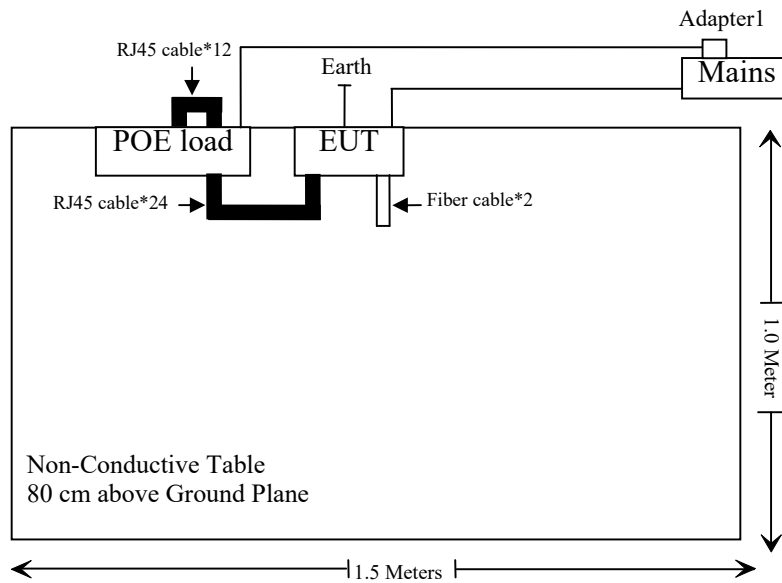 Adapter1
RJ45 cable*12
Earth
Mains
POE load
EUT
RJ45 cable*24
Fiber cable*2
1.0 Meter
Non-Conductive Table
80 cm above Ground Plane
1.5 Meters